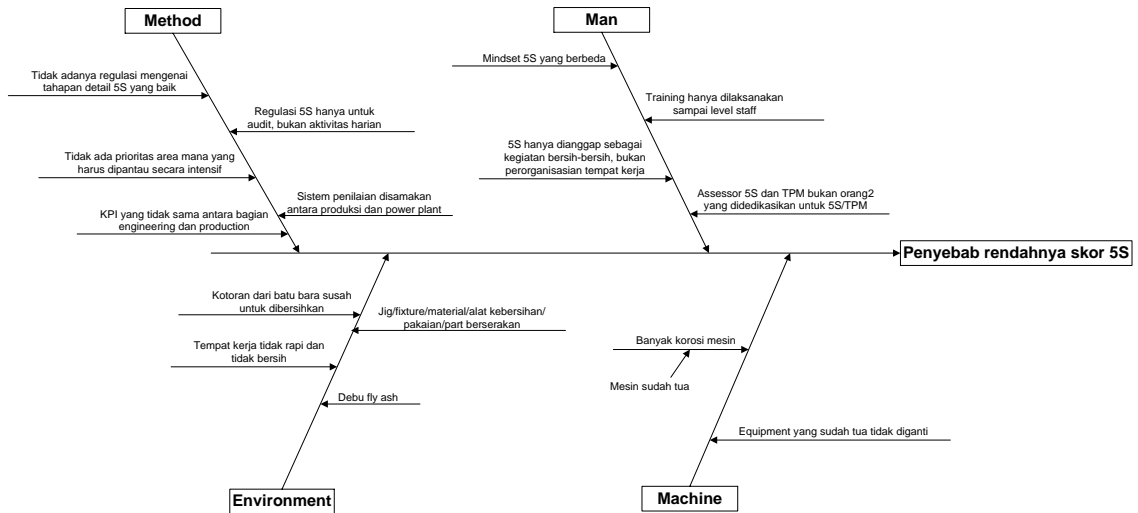 Method
Man
Mindset 5S yang berbeda
Tidak adanya regulasi mengenai
tahapan detail 5S yang baik
Training hanya dilaksanakan
sampai level staff
Regulasi 5S hanya untuk
audit, bukan aktivitas harian
5S hanya dianggap sebagai
kegiatan bersih-bersih, bukan
perorganisasian tempat kerja
Tidak ada prioritas area mana yang
harus dipantau secara intensif
Sistem penilaian disamakan
antara produksi dan power plant
Assessor 5S dan TPM bukan orang2
yang didedikasikan untuk 5S/TPM
KPI yang tidak sama antara bagian
engineering dan production
Penyebab rendahnya skor 5S
Kotoran dari batu bara susah
untuk dibersihkan
Jig/fixture/material/alat kebersihan/
pakaian/part berserakan
Tempat kerja tidak rapi dan
tidak bersih
Banyak korosi mesin
Mesin sudah tua
Debu fly ash
Equipment yang sudah tua tidak diganti
Environment
Machine